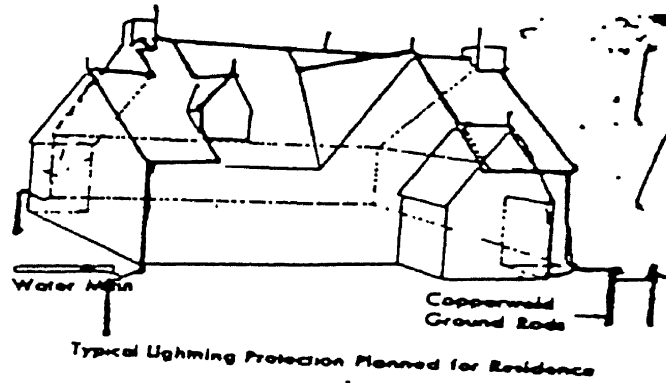 Water Main
Copperweld
Ground Rods
Typical Lightning Protection Planned for Residence